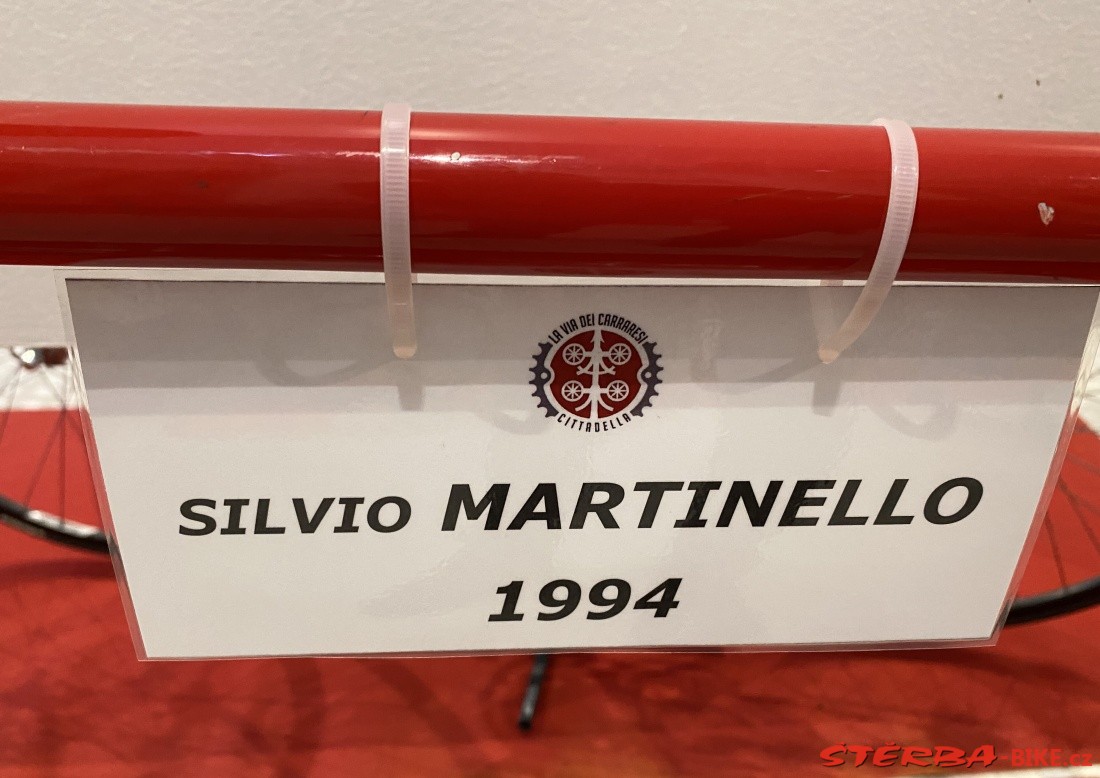 LA VIA DEI CARRARESI
CITTADELLA
SILVIO MARTINELLO
1994
ŠTĚRBA-BIKE.cz